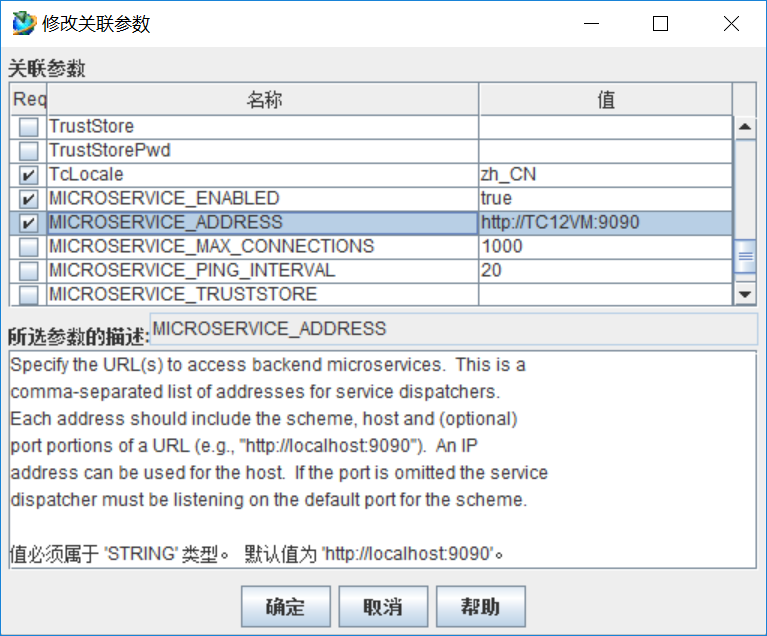 修改关联参数
关联参数
Req 名称 值
TrustStore
TrustStorePwd
TcLocale zh_CN
MICROSERVICE_ENABLED true
MICROSERVICE_ADDRESS http://TC12VM:9090
MICROSERVICE_MAX_CONNECTIONS 1000
MICROSERVICE_PING_INTERVAL 20
MICROSERVICE_TRUSTSTORE
所选参数的描述: MICROSERVICE_ADDRESS
Specify the URL(s) to access backend microservices.  This is a
comma-separated list of addresses for service dispatchers.
Each address should include the scheme, host and (optional)
port portions of a URL (e.g., "http://localhost:9090").  An IP
address can be used for the host.  If the port is omitted the service
dispatcher must be listening on the default port for the scheme.
值必须属于 'STRING' 类型。  默认值为 'http://localhost:9090'。
确定 取消 帮助